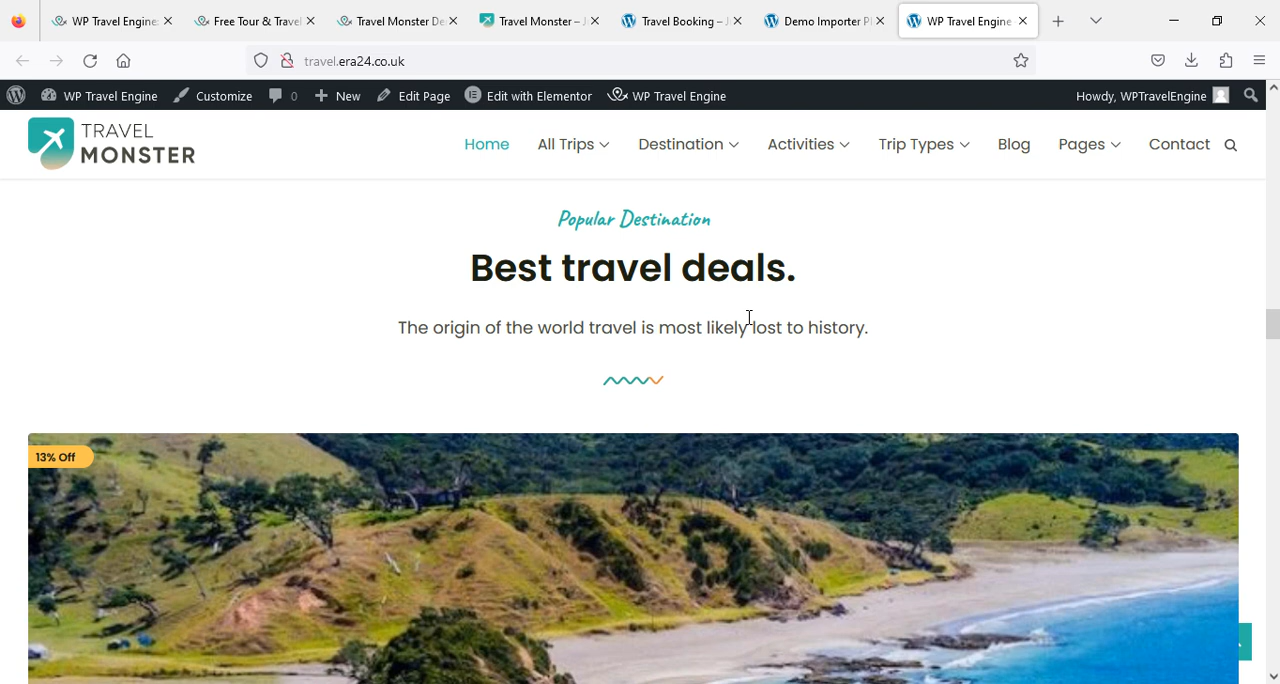 WP Travel Engine:
Free Tour & Travel
Travel Monster De
Travel Monster –
Travel Booking –
Demo Importer Pl
WP Travel Engine
travel.era24.co.uk
WP Travel Engine
Customize
0
New
Edit Page
Edit with Elementor
WP Travel Engine
Howdy, WPTravelEngine
TRAVEL
MONSTER
Home
All Trips
Destination
Activities
Trip Types
Blog
Pages
Contact
Popular Destination
Best travel deals.
The origin of the world travel is most likely lost to history.
13% Off